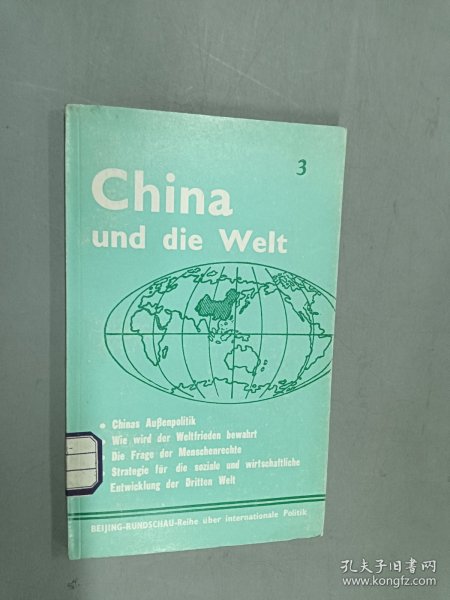 3
China
und die Welt
• Chinas Außenpolitik
Wie wird der Weltfrieden bewahrt
Die Frage der Menschenrechte
Strategie für die soziale und wirtschaftliche
Entwicklung der Dritten Welt
BEIJING-RUNDSCHAU-Reihe über internationale Politik
孔夫子旧书网
www.kongfz.com